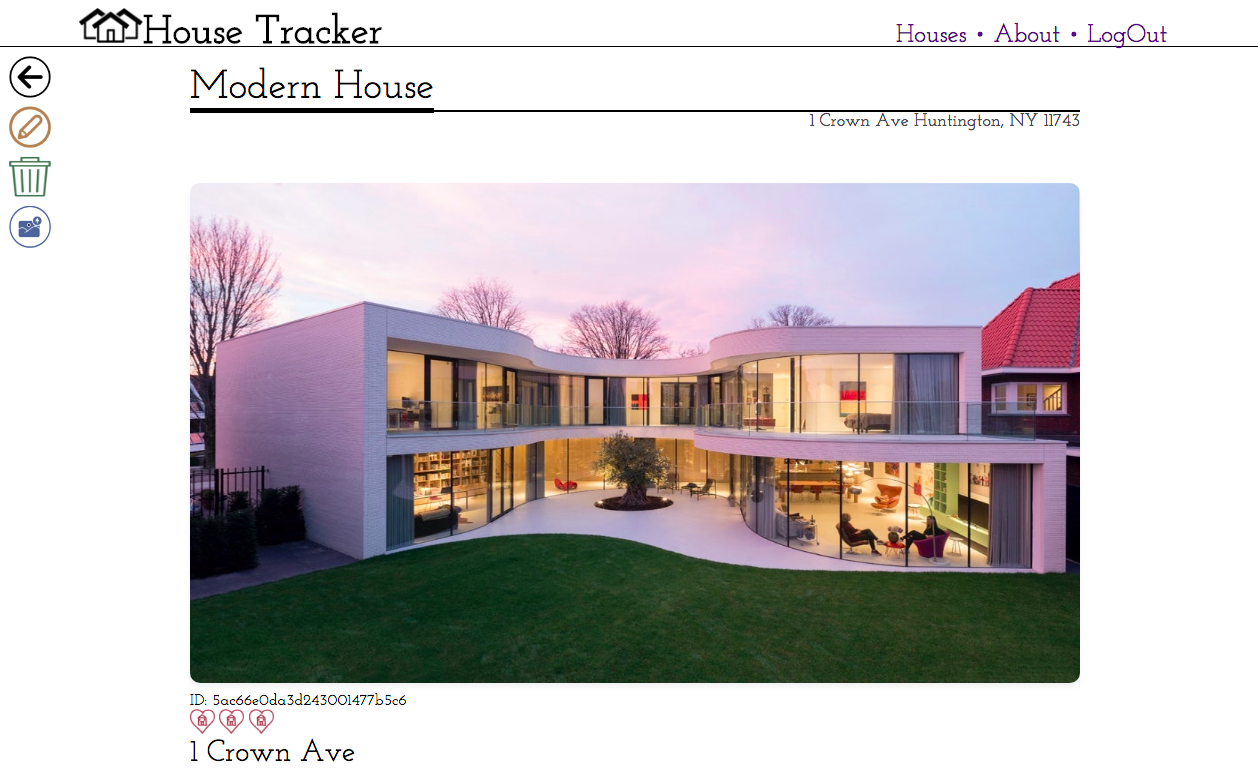 House Tracker
Houses • About • LogOut
Modern House
1 Crown Ave Huntington, NY 11743
ID: 5ac66e0da3d243001477b5c6
1 Crown Ave